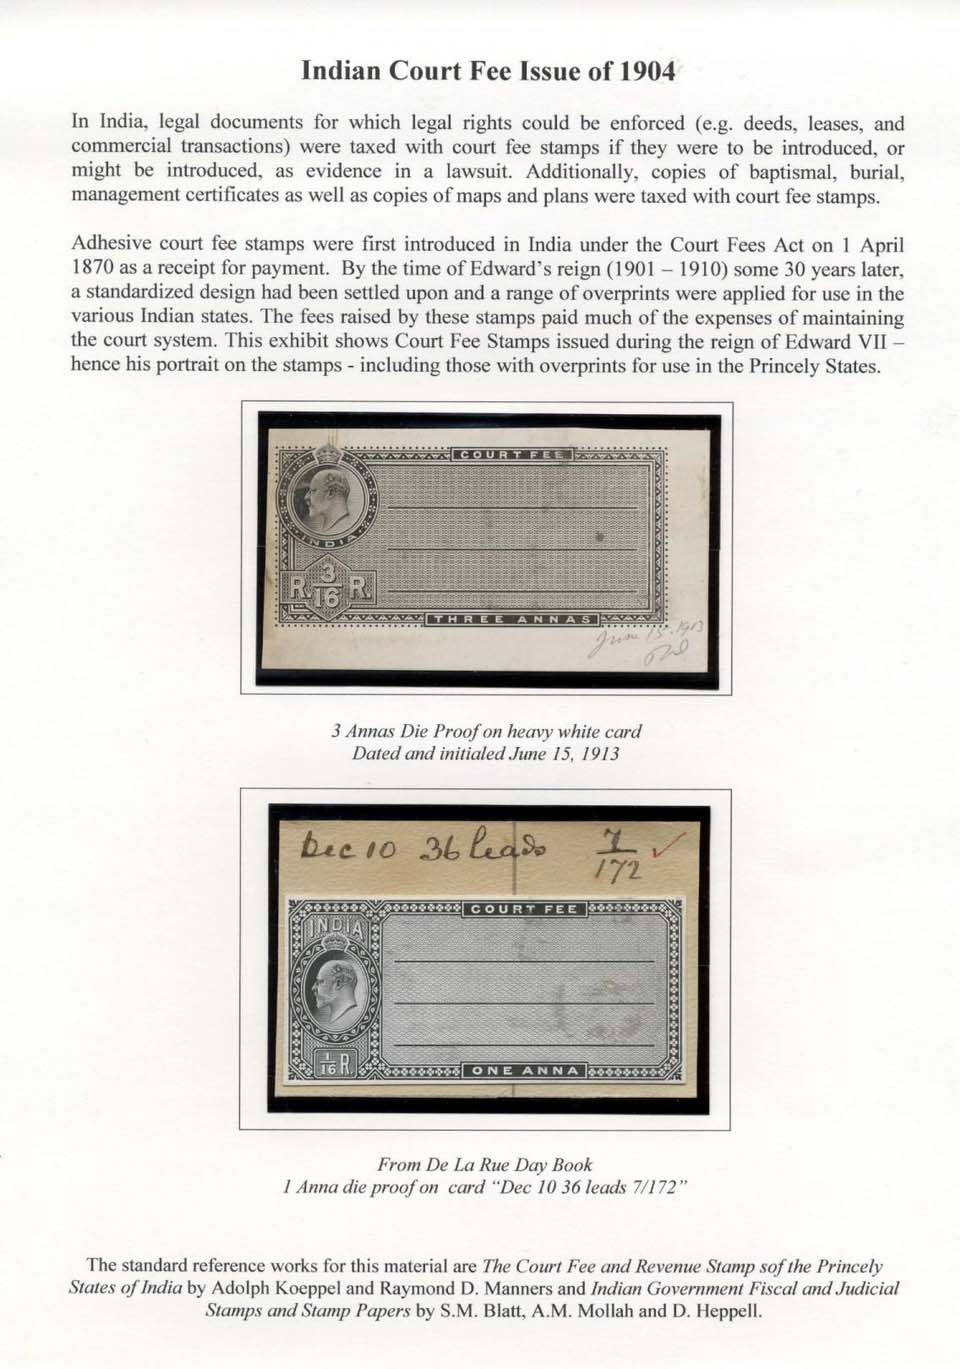 Indian Court Fee Issue of 1904
In India, legal documents for which legal rights could be enforced (e.g. deeds, leases, and
commercial transactions) were taxed with court fee stamps if they were to be introduced, or
might be introduced, as evidence in a lawsuit. Additionally, copies of baptismal, burial,
management certificates as well as copies of maps and plans were taxed with court fee stamps.
Adhesive court fee stamps were first introduced in India under the Court Fees Act on 1 April
1870 as a receipt for payment. By the time of Edward's reign (1901 – 1910) some 30 years later,
a standardized design had been settled upon and a range of overprints were applied for use in the
various Indian states. The fees raised by these stamps paid much of the expenses of maintaining
the court system. This exhibit shows Court Fee Stamps issued during the reign of Edward VII –
hence his portrait on the stamps - including those with overprints for use in the Princely States.
COURT FEE
INDIA
R. 3/16 R.
THREE ANNAS
June 15. 1913
3 Annas Die Proof on heavy white card
Dated and initialed June 15, 1913
Dec 10 36 leads 7/172
COURT FEE
INDIA
1/16 R.
ONE ANNA
From De La Rue Day Book
1 Anna die proof on card "Dec 10 36 leads 7/172"
The standard reference works for this material are The Court Fee and Revenue Stamp sof the Princely
States of India by Adolph Koeppel and Raymond D. Manners and Indian Government Fiscal and Judicial
Stamps and Stamp Papers by S.M. Blatt, A.M. Mollah and D. Heppell.